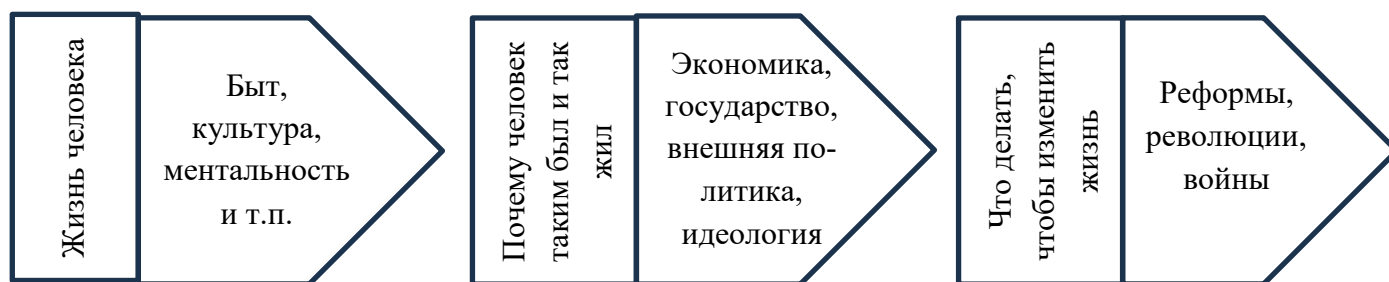 Жизнь человека
Быт,
культура,
ментальность
и т.п.
Почему человек
таким был и так
жил
Экономика,
государство,
внешняя по-
литика,
идеология
Что делать,
чтобы изменить
жизнь
Реформы,
революции,
войны